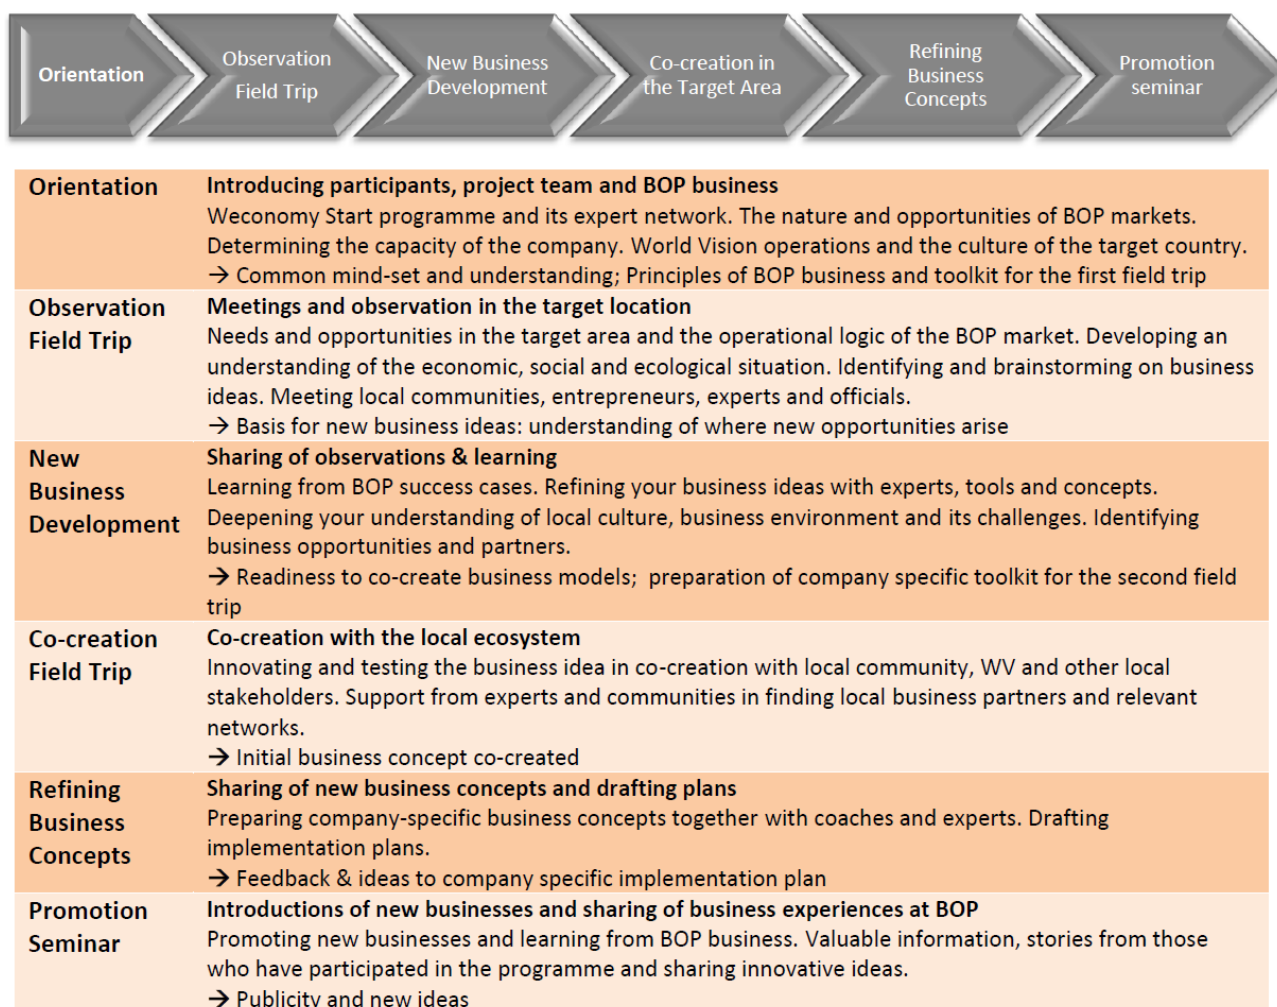 Orientation
Observation
Field Trip
New Business
Development
Co-creation in
the Target Area
Refining
Business
Concepts
Promotion
seminar
Orientation
Introducing participants, project team and BOP business
Weconomy Start programme and its expert network. The nature and opportunities of BOP markets.
Determining the capacity of the company. World Vision operations and the culture of the target country.
→ Common mind-set and understanding; Principles of BOP business and toolkit for the first field trip
Observation
Field Trip
Meetings and observation in the target location
Needs and opportunities in the target area and the operational logic of the BOP market. Developing an
understanding of the economic, social and ecological situation. Identifying and brainstorming on business
ideas. Meeting local communities, entrepreneurs, experts and officials.
→ Basis for new business ideas: understanding of where new opportunities arise
New
Business
Development
Sharing of observations & learning
Learning from BOP success cases. Refining your business ideas with experts, tools and concepts.
Deepening your understanding of local culture, business environment and its challenges. Identifying
business opportunities and partners.
→ Readiness to co-create business models; preparation of company specific toolkit for the second field
trip
Co-creation
Field Trip
Co-creation with the local ecosystem
Innovating and testing the business idea in co-creation with local community, WV and other local
stakeholders. Support from experts and communities in finding local business partners and relevant
networks.
→ Initial business concept co-created
Refining
Business
Concepts
Sharing of new business concepts and drafting plans
Preparing company-specific business concepts together with coaches and experts. Drafting
implementation plans.
→ Feedback & ideas to company specific implementation plan
Promotion
Seminar
Introductions of new businesses and sharing of business experiences at BOP
Promoting new businesses and learning from BOP business. Valuable information, stories from those
who have participated in the programme and sharing innovative ideas.
→ Publicity and new ideas